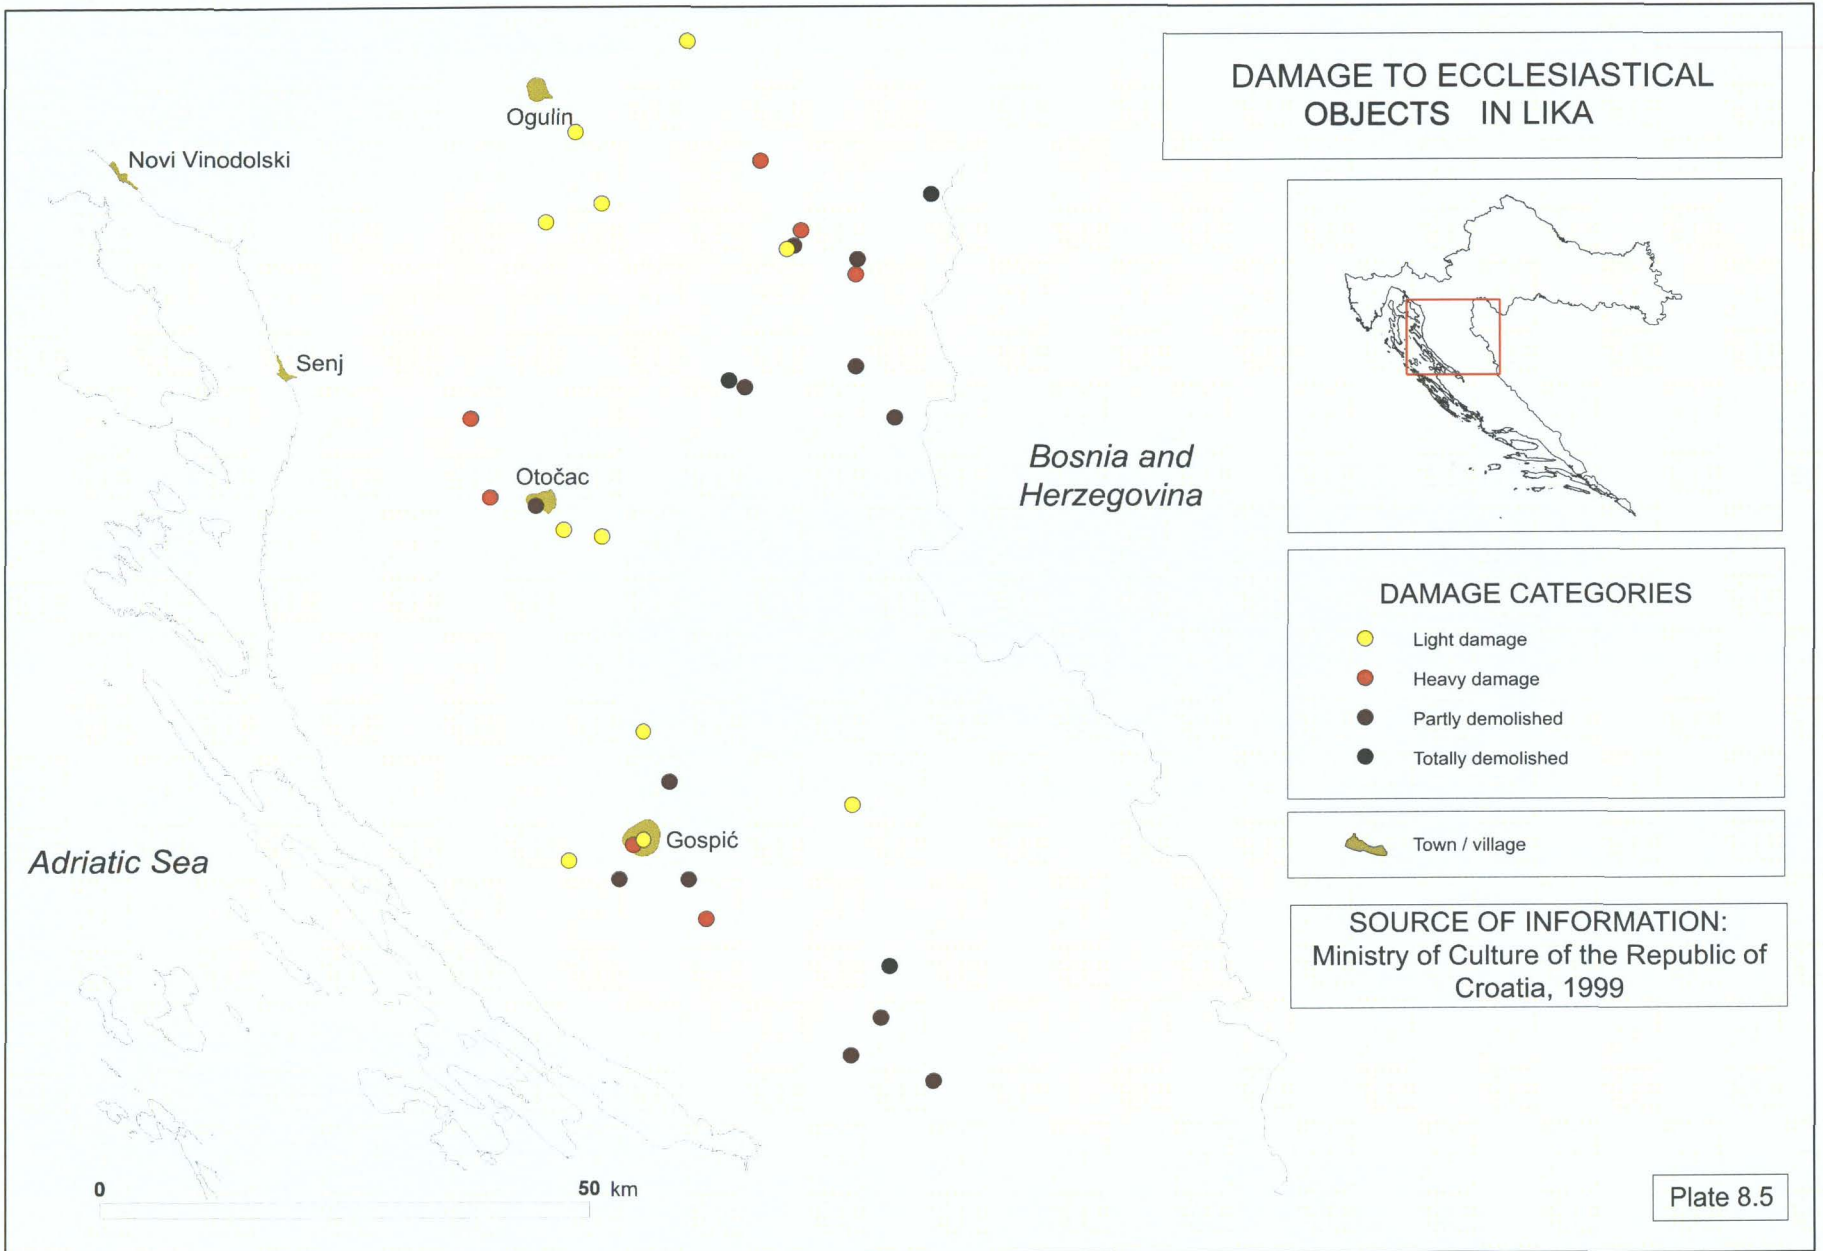 DAMAGE TO ECCLESIASTICAL
OBJECTS IN LIKA
Ogulin
Novi Vinodolski
Senj
Otočac
Bosnia and
Herzegovina
Gospić
Adriatic Sea
0 50 km
DAMAGE CATEGORIES
Light damage
Heavy damage
Partly demolished
Totally demolished
Town / village
SOURCE OF INFORMATION:
Ministry of Culture of the Republic of
Croatia, 1999
Plate 8.5